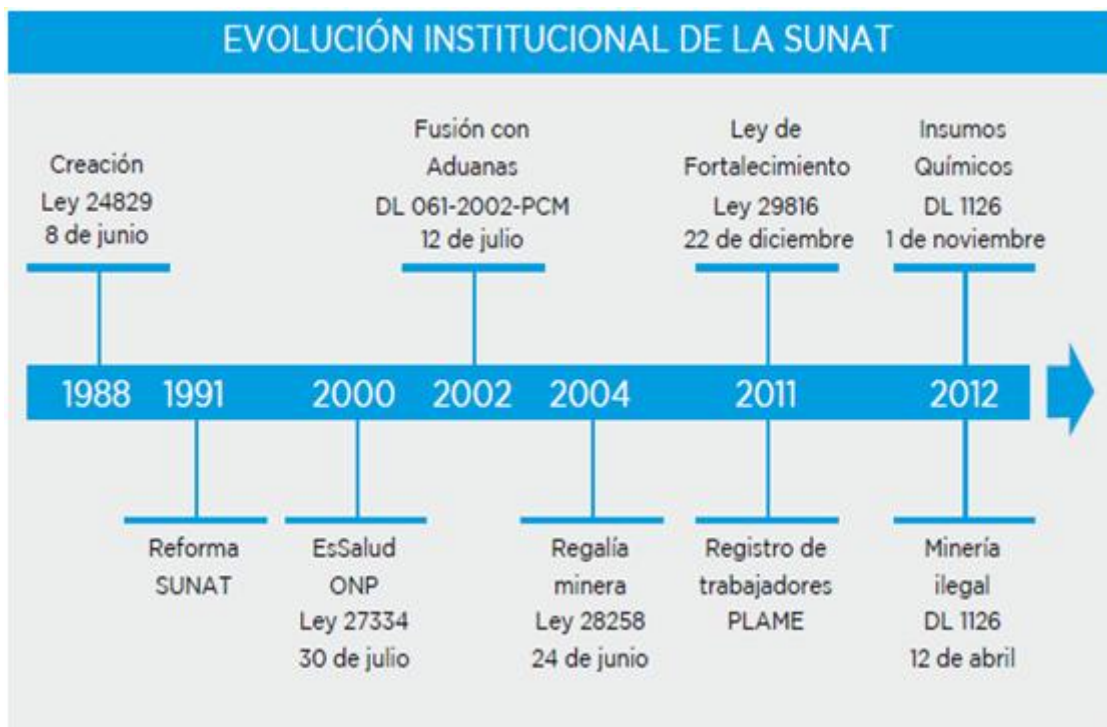 EVOLUCIÓN INSTITUCIONAL DE LA SUNAT
Creación
Ley 24829
8 de junio
Fusión con
Aduanas
DL 061-2002-PCM
12 de julio
Ley de
Fortalecimiento
Ley 29816
22 de diciembre
Insumos
Químicos
DL 1126
1 de noviembre
1988 1991 2000 2002 2004 2011 2012
Reforma
SUNAT
EsSalud
ONP
Ley 27334
30 de julio
Regalía
minera
Ley 28258
24 de junio
Registro de
trabajadores
PLAME
Minería
ilegal
DL 1126
12 de abril